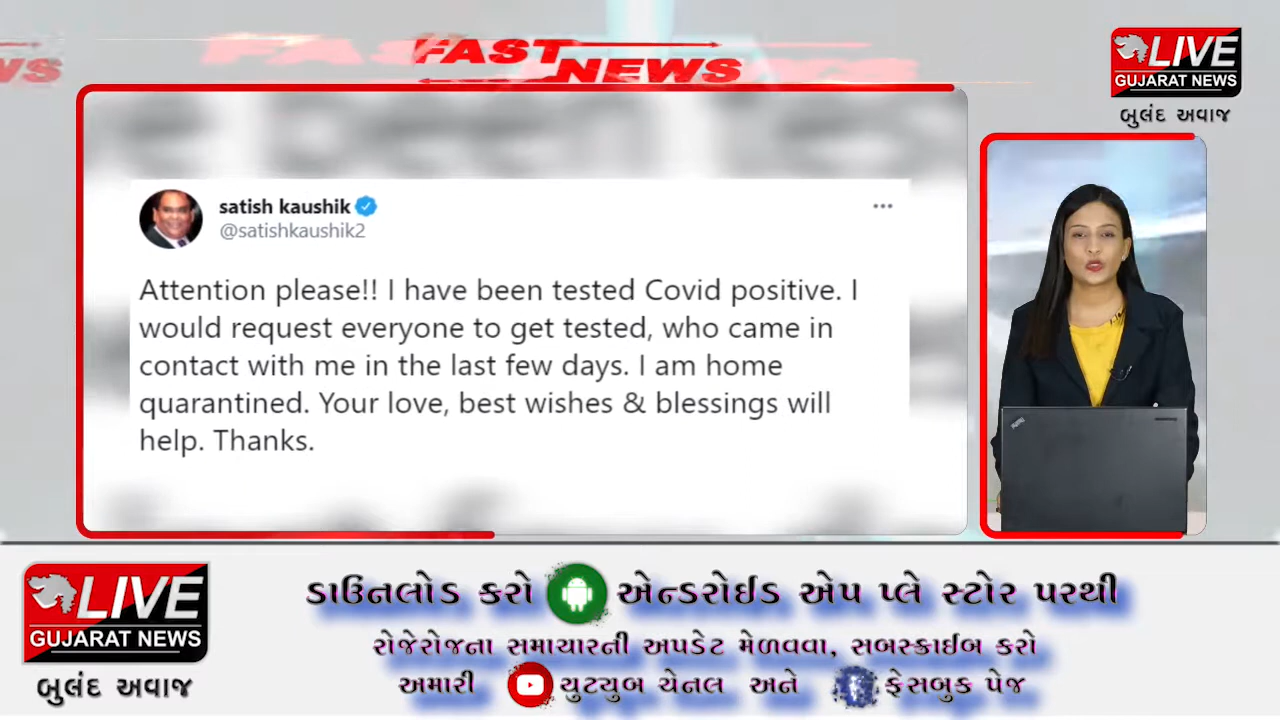 FAST
NEWS
LIVE
GUJARAT NEWS
બુલંદ અવાજ
satish kaushik
@satishkaushik2
Attention please!! I have been tested Covid positive. I
would request everyone to get tested, who came in
contact with me in the last few days. I am home
quarantined. Your love, best wishes & blessings will
help. Thanks.
LIVE
GUJARAT NEWS
બુલંદ અવાજ
ડાઉનલોડ કરો એન્ડરોઈડ એપ પ્લે સ્ટોર પરથી
રોજેરોજના સમાચારની અપડેટ મેળવવા, સબસ્ક્રાઈબ કરો
અમારી યુટ્યુબ ચેનલ અને ફેસબુક પેજ